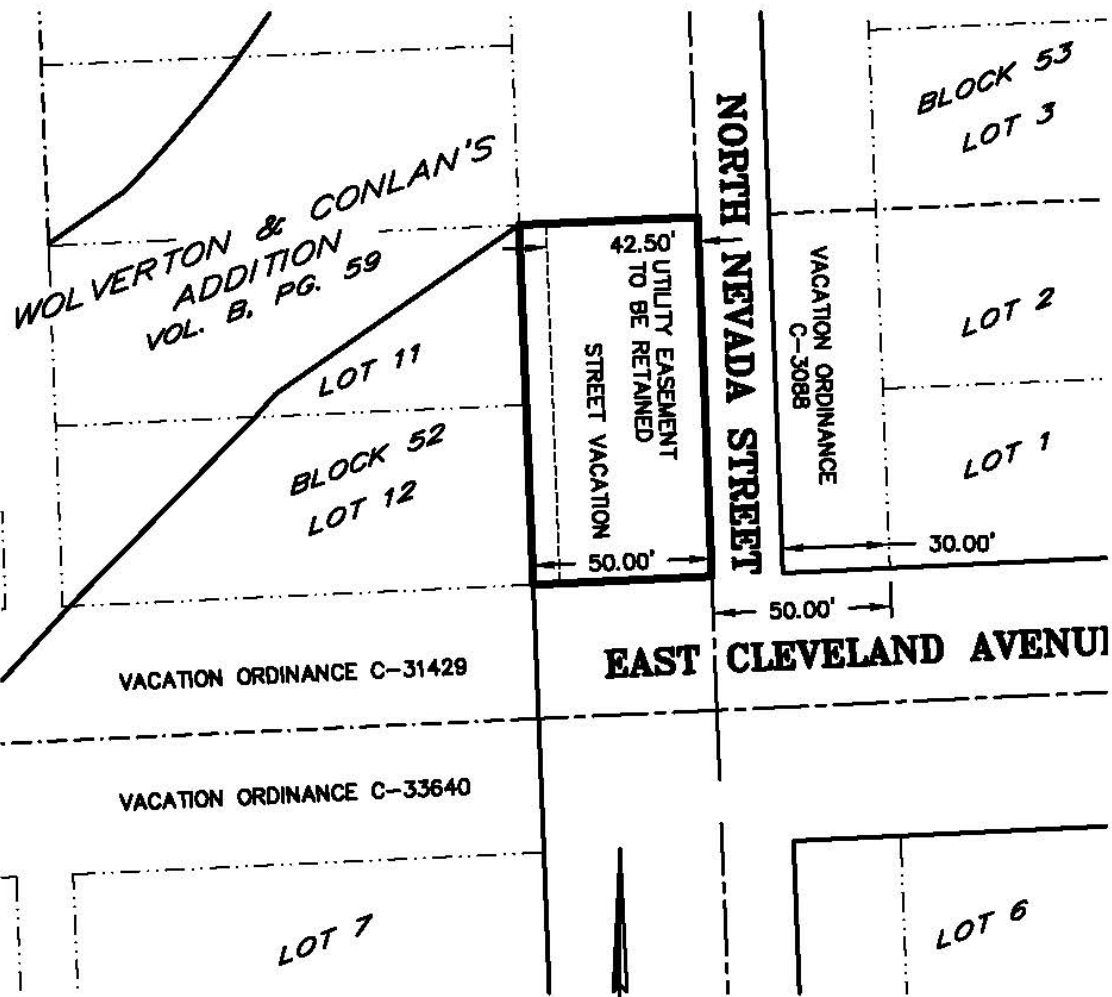 BLOCK 53
LOT 3
WOLVERTON & CONLAN'S
ADDITION
VOL. B, PG. 59
NORTH NEVADA STREET
42.50'
UTILITY EASEMENT
TO BE RETAINED
STREET VACATION
VACATION ORDINANCE
C-3088
LOT 2
LOT 11
BLOCK 52
LOT 12
LOT 1
50.00'
30.00'
50.00'
EAST CLEVELAND AVENU
VACATION ORDINANCE C-31429
VACATION ORDINANCE C-33640
LOT 7
LOT 6